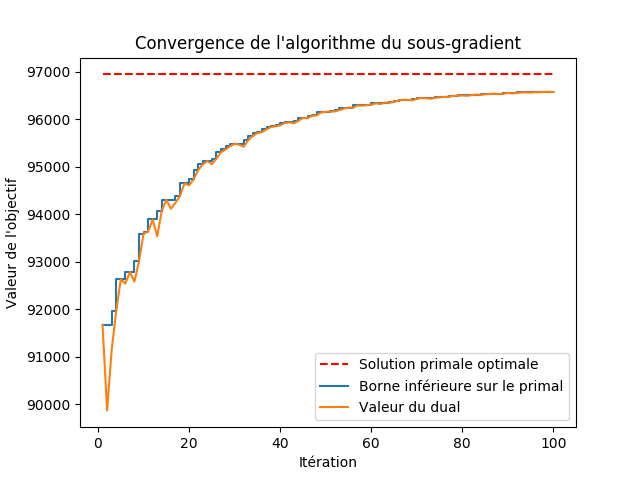 Convergence de l'algorithme du sous-gradient
97000
96000
95000
94000
93000
92000
91000
90000
Valeur de l'objectif
Solution primale optimale
Borne inférieure sur le primal
Valeur du dual
0 20 40 60 80 100
Itération